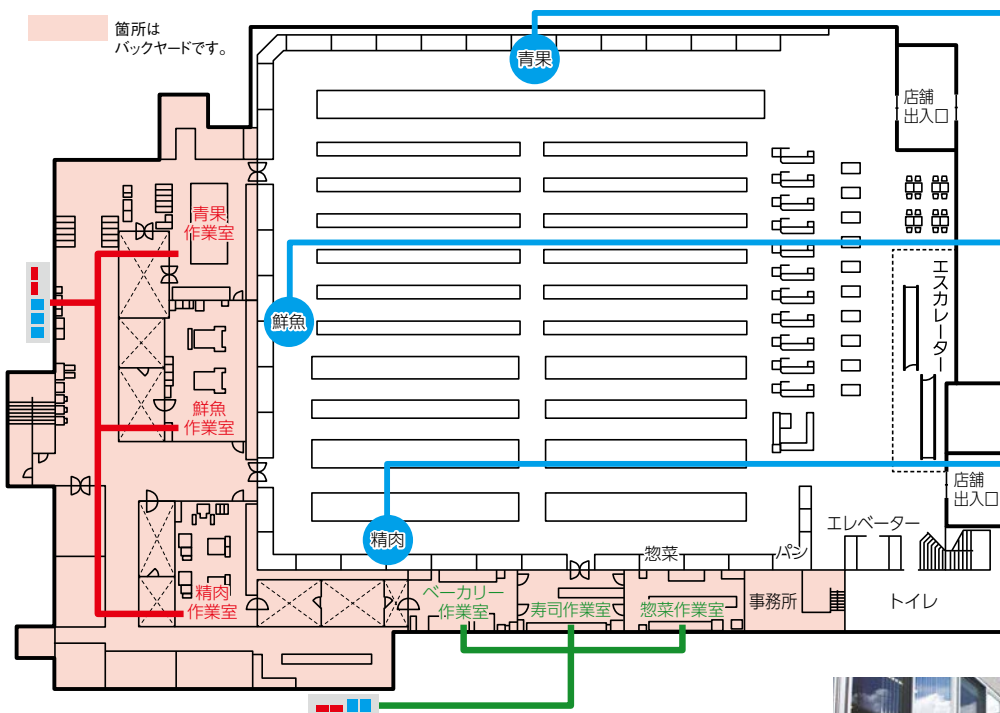 箇所は
バックヤードです。
青果
店舗
出入口
青果
作業室
エスカレーター
鮮魚
鮮魚
作業室
店舗
出入口
精肉
エレベーター
惣菜
パン
精肉
作業室
ベーカリー
作業室
寿司作業室
惣菜作業室
事務所
トイレ